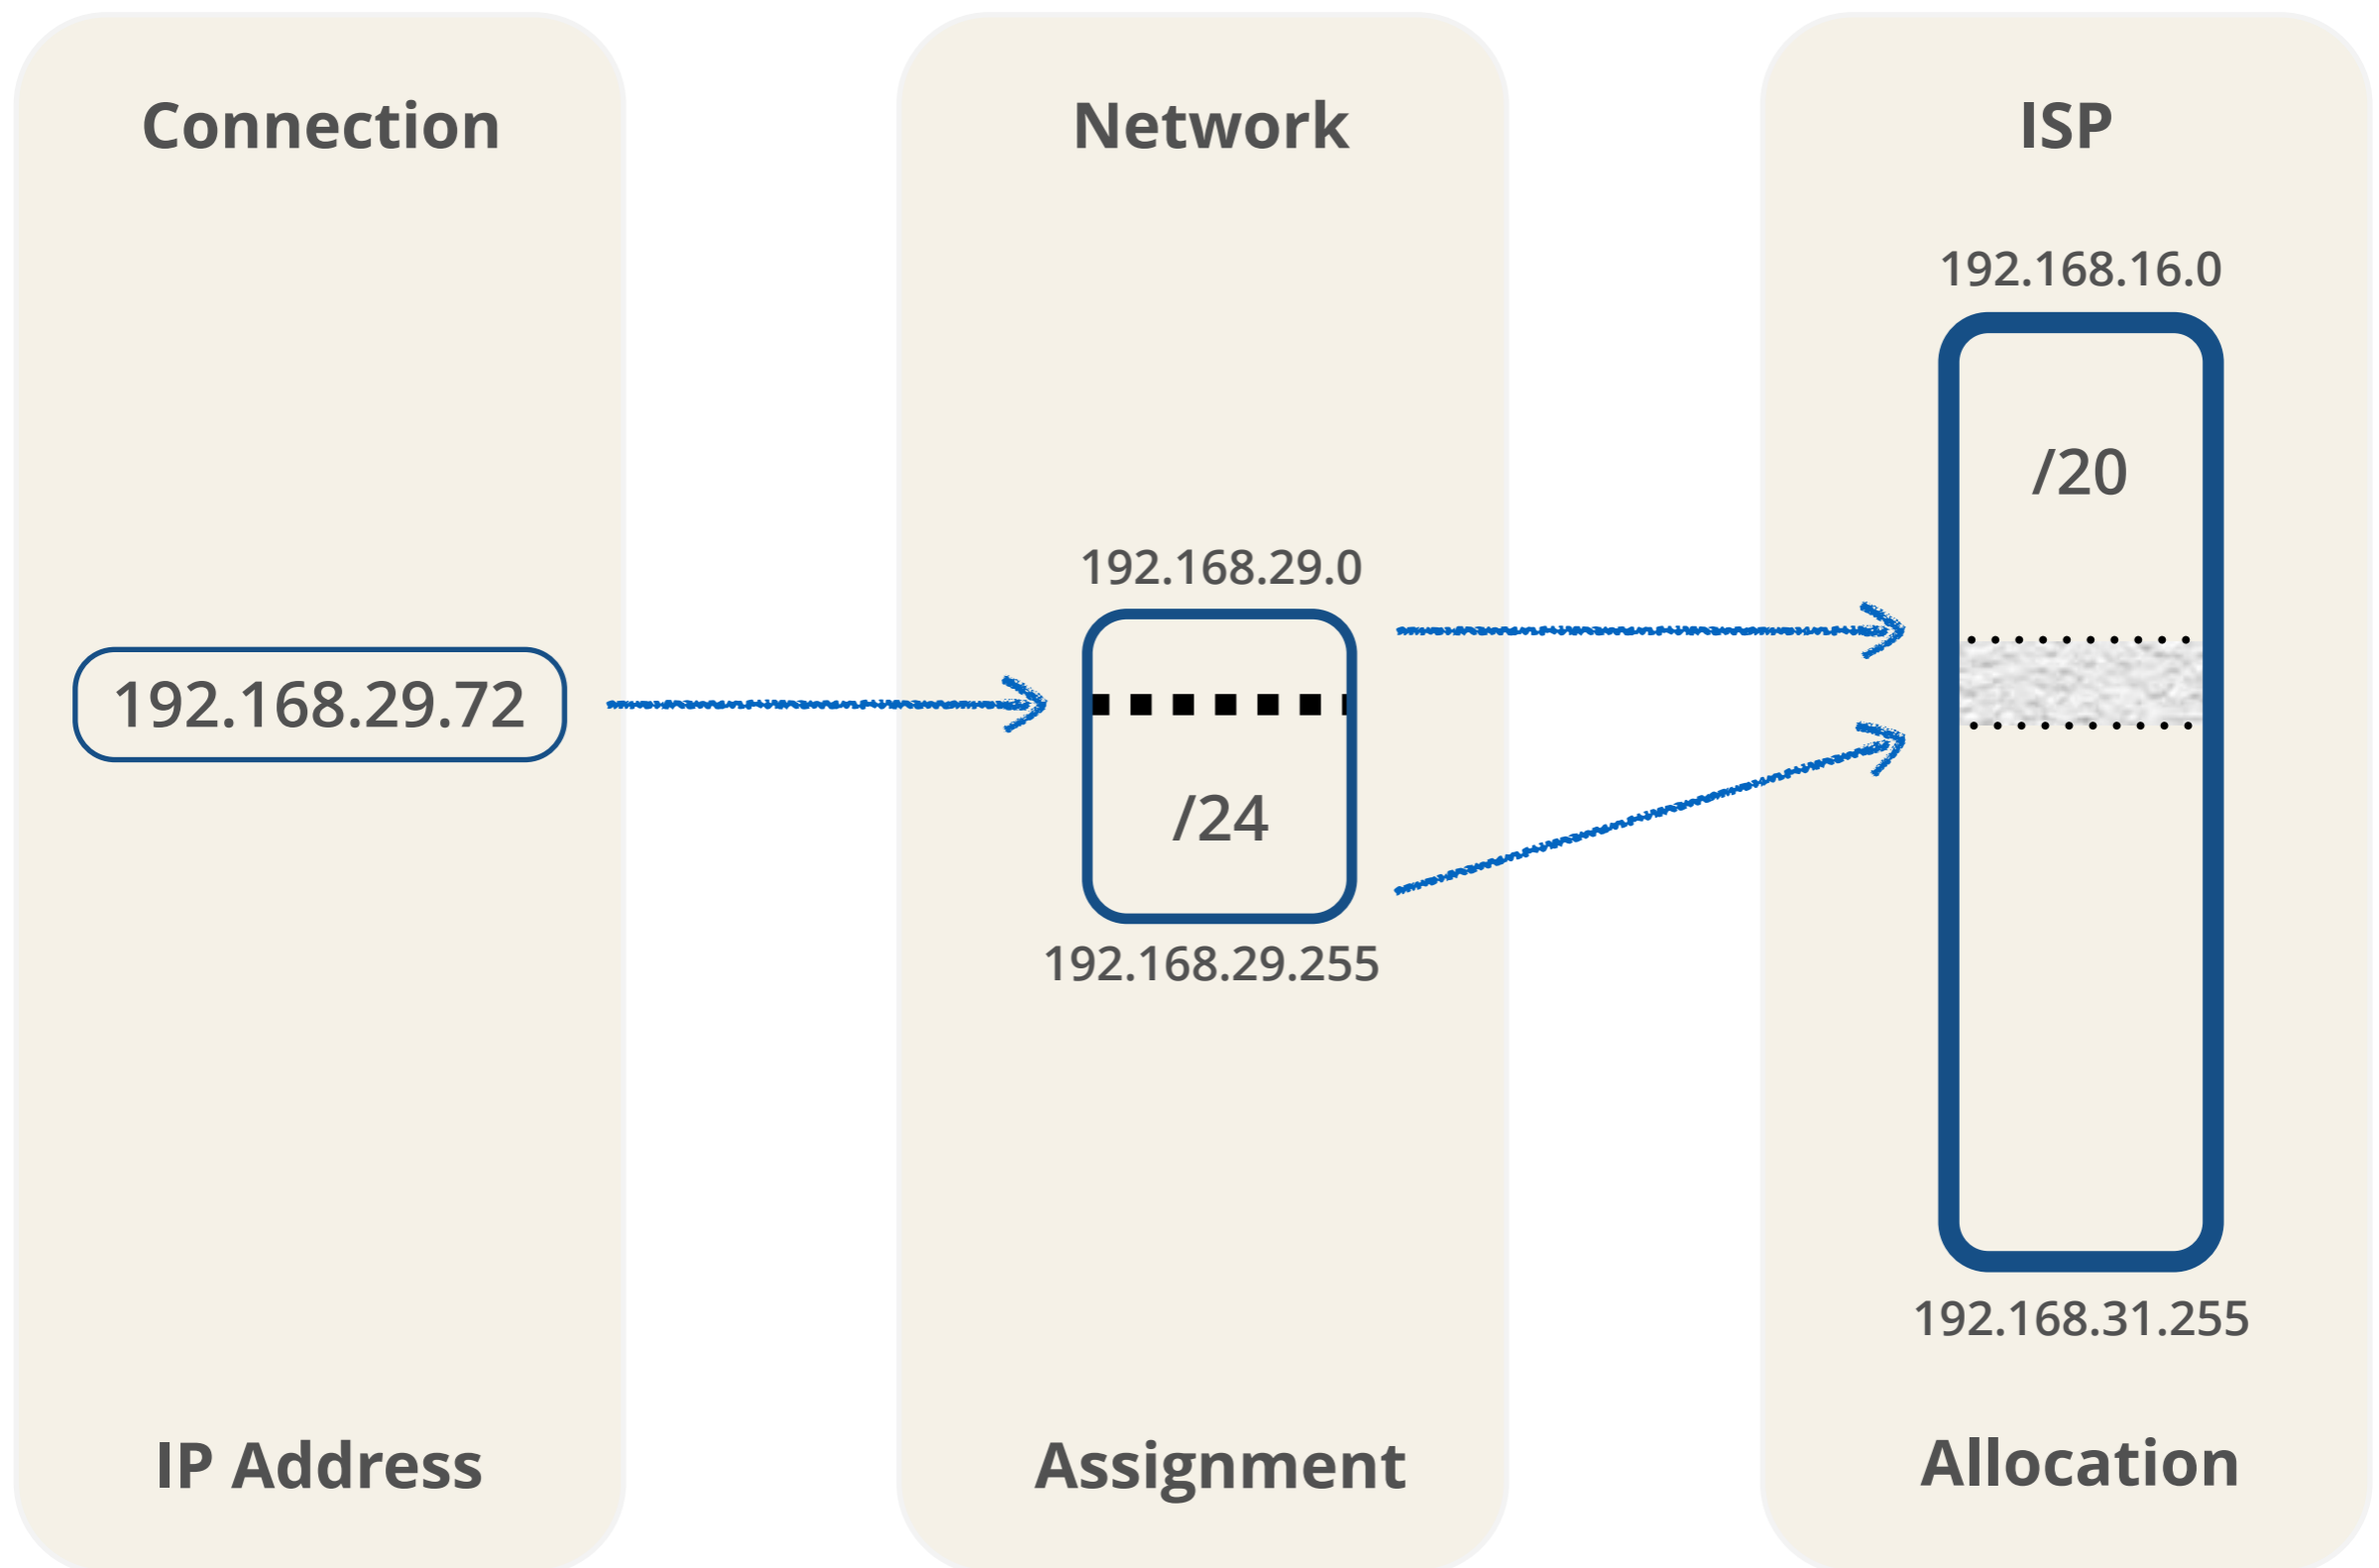 Connection
192.168.29.72
IP Address
Network
192.168.29.0
/24
192.168.29.255
Assignment
ISP
192.168.16.0
/20
192.168.31.255
Allocation